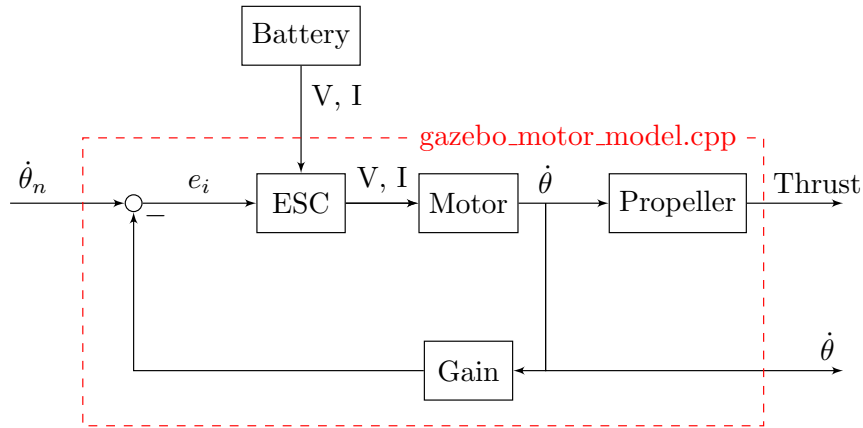 Battery
V, I
gazebo_motor_model.cpp
θ̇ₙ
eᵢ
ESC
V, I
Motor
θ̇
Propeller
Thrust
−
Gain
θ̇